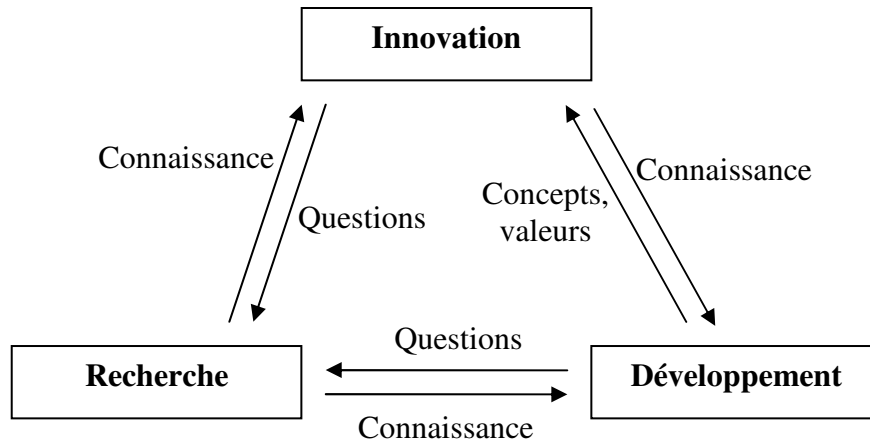 Innovation
Connaissance
Connaissance
Concepts,
valeurs
Questions
Questions
Recherche
Développement
Connaissance